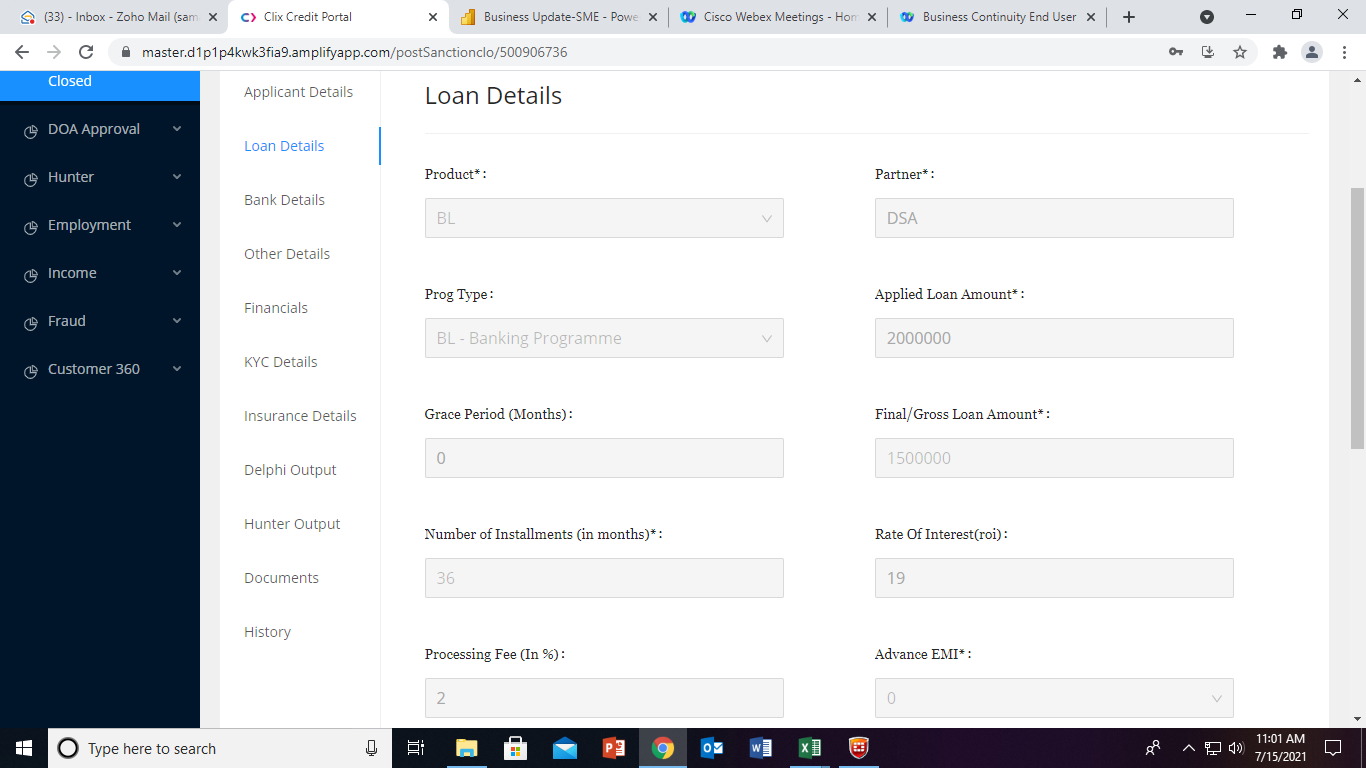 (33) - Inbox - Zoho Mail (sam
Clix Credit Portal
Business Update-SME - Powe
Cisco Webex Meetings - Hom
Business Continuity End User
master.d1p1p4kwk3fia9.amplifyapp.com/postSanctionclo/500906736
Closed
DOA Approval
Hunter
Employment
Income
Fraud
Customer 360
Applicant Details
Loan Details
Bank Details
Other Details
Financials
KYC Details
Insurance Details
Delphi Output
Hunter Output
Documents
History
Loan Details
Product*:
BL
Partner*:
DSA
Prog Type:
BL - Banking Programme
Applied Loan Amount*:
2000000
Grace Period (Months):
0
Final/Gross Loan Amount*:
1500000
Number of Installments (in months)*:
36
Rate Of Interest(roi):
19
Processing Fee (In %):
2
Advance EMI*:
0
Type here to search
11:01 AM
7/15/2021